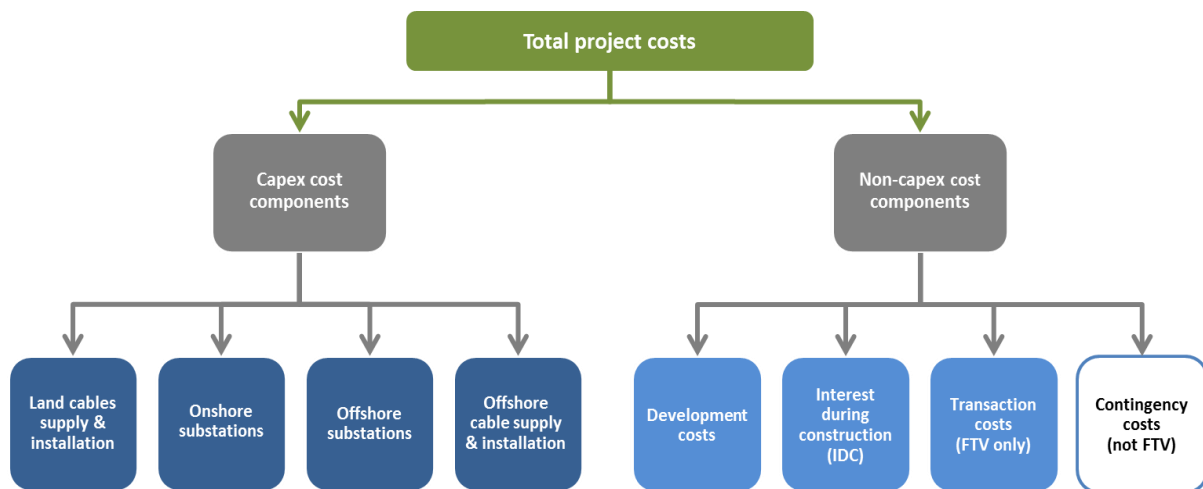 Total project costs
Capex cost
components
Non-capex cost
components
Land cables
supply &
installation
Onshore
substations
Offshore
substations
Offshore
cable supply
& installation
Development
costs
Interest
during
construction
(IDC)
Transaction
costs
(FTV only)
Contingency
costs
(not FTV)